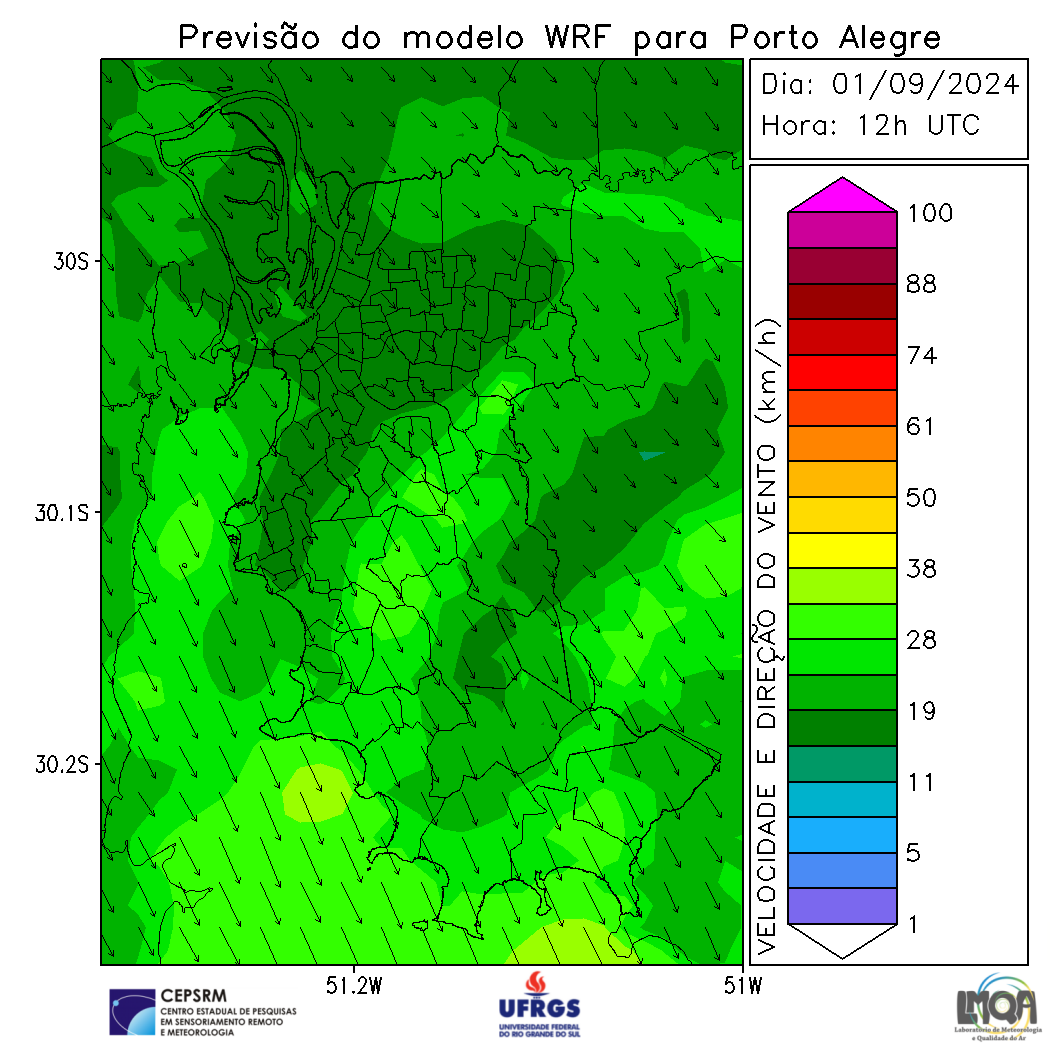 Previsão do modelo WRF para Porto Alegre
Dia: 01/09/2024
Hora: 12h UTC
30S
30.1S
30.2S
51.2W
51W
VELOCIDADE E DIREÇÃO DO VENTO (km/h)
100
88
74
61
50
38
28
19
11
5
1
CEPSRM
CENTRO ESTADUAL DE PESQUISAS
EM SENSORIAMENTO REMOTO
E METEOROLOGIA
UFRGS
UNIVERSIDADE FEDERAL
DO RIO GRANDE DO SUL
LMQA
Laboratório de Meteorologia
e Qualidade do Ar